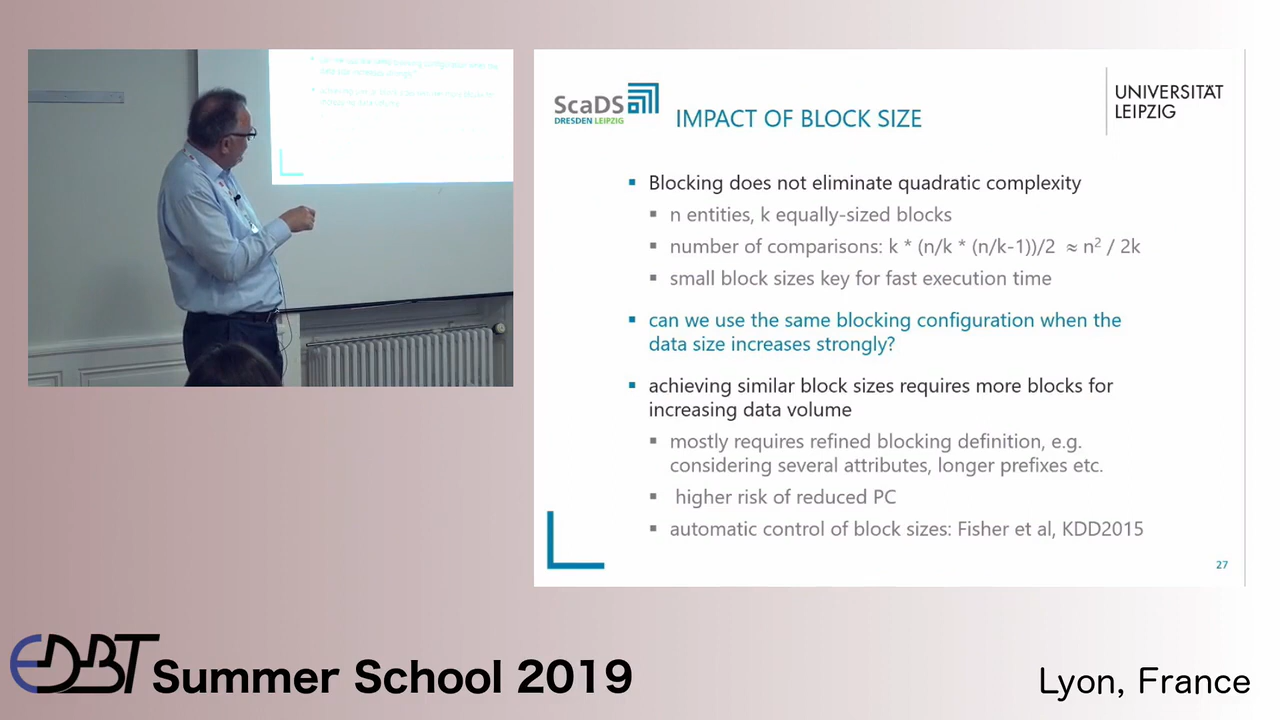 ScaDS
DRESDEN LEIPZIG
IMPACT OF BLOCK SIZE
UNIVERSITÄT
LEIPZIG
▪ Blocking does not eliminate quadratic complexity
▪ n entities, k equally-sized blocks
▪ number of comparisons: k * (n/k * (n/k-1))/2 ≈ n² / 2k
▪ small block sizes key for fast execution time
▪ can we use the same blocking configuration when the
data size increases strongly?
▪ achieving similar block sizes requires more blocks for
increasing data volume
▪ mostly requires refined blocking definition, e.g.
considering several attributes, longer prefixes etc.
▪ higher risk of reduced PC
▪ automatic control of block sizes: Fisher et al, KDD2015
27
EDBT Summer School 2019
Lyon, France